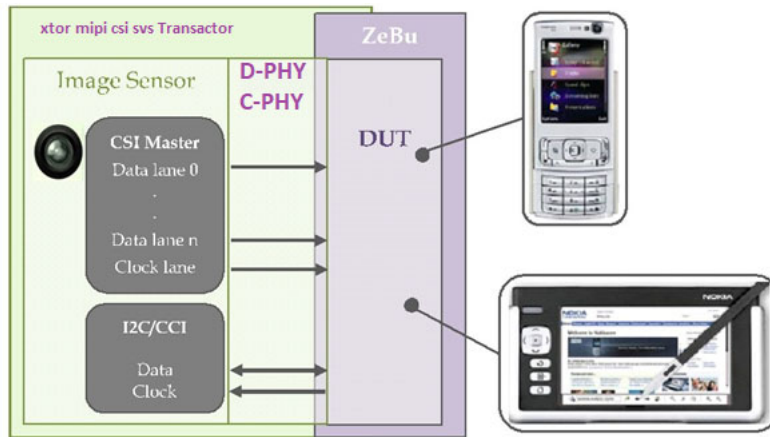 xtor mipi csi svs Transactor
ZeBu
Image Sensor
D-PHY
C-PHY
CSI Master
Data lane 0
.
.
Data lane n
Clock lane
DUT
I2C/CCI
Data
Clock
NOKIA